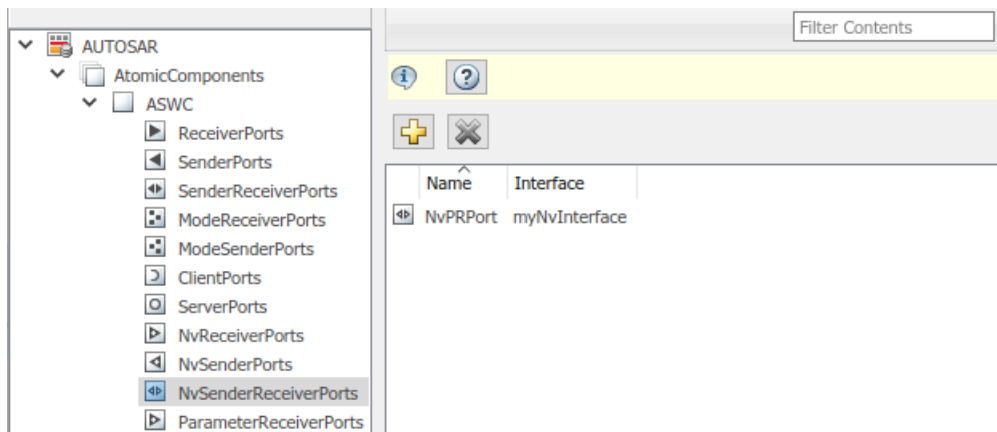 Filter Contents
AUTOSAR
AtomicComponents
ASWC
ReceiverPorts
SenderPorts
SenderReceiverPorts
ModeReceiverPorts
ModeSenderPorts
ClientPorts
ServerPorts
NvReceiverPorts
NvSenderPorts
NvSenderReceiverPorts
ParameterReceiverPorts
Name Interface
NvPRPort myNvInterface